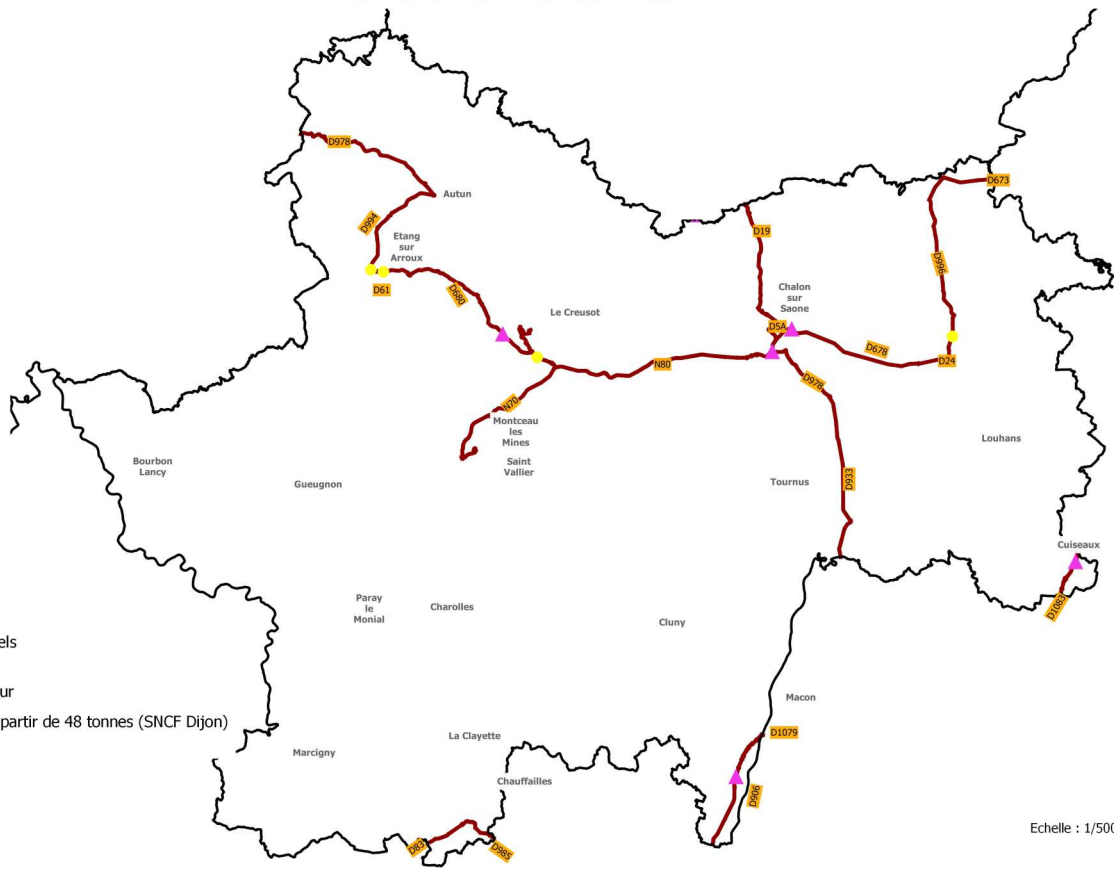 D978
Autun
D673
D994
D19
Etang
sur
Arroux
D996
D61
D680
Chalon
sur
Saone
Le Creusot
D5A
D678
D24
N80
D978
N70
Montceau
les
Mines
Louhans
Bourbon
Lancy
Saint
Vallier
Gueugnon
Tournus
D933
Cuiseaux
Paray
le
Monial
Charolles
D1083
Cluny
els
ur
partir de 48 tonnes (SNCF Dijon)
Macon
La Clayette
D1079
Marcigny
Chauffailles
D906
Echelle : 1/500
D83
D985